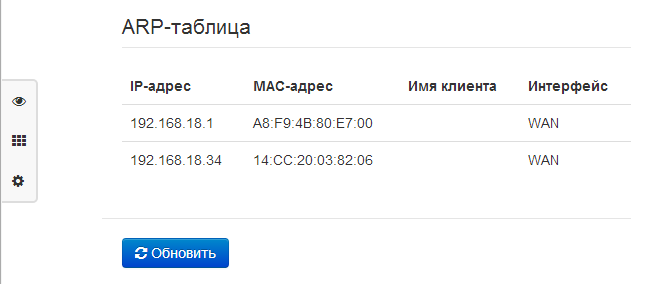 ARP-таблица
IP-адрес MAC-адрес Имя клиента Интерфейс
192.168.18.1 A8:F9:4B:80:E7:00 WAN
192.168.18.34 14:CC:20:03:82:06 WAN
Обновить